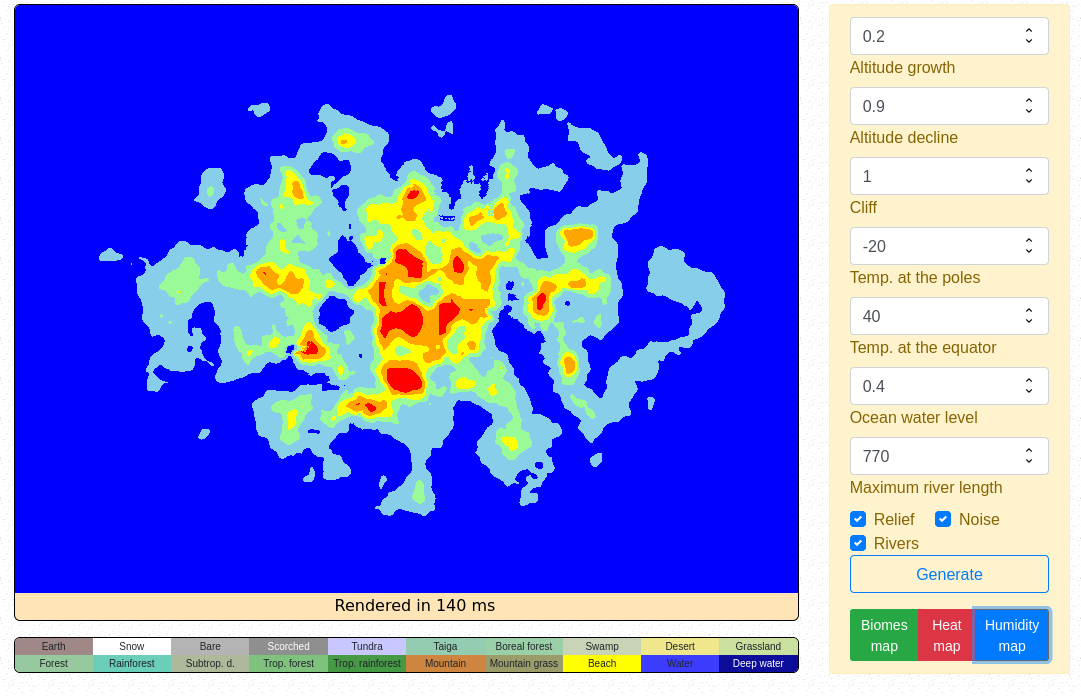 0.2
Altitude growth
0.9
Altitude decline
1
Cliff
-20
Temp. at the poles
40
Temp. at the equator
0.4
Ocean water level
770
Maximum river length
Relief Noise
Rivers
Generate
Biomes map
Heat map
Humidity map
Rendered in 140 ms
Earth Snow Bare Scorched Tundra Taiga Boreal forest Swamp Desert Grassland
Forest Rainforest Subtrop. d. Trop. forest. Trop. rainforest Mountain Mountain grass Beach Water Deep water